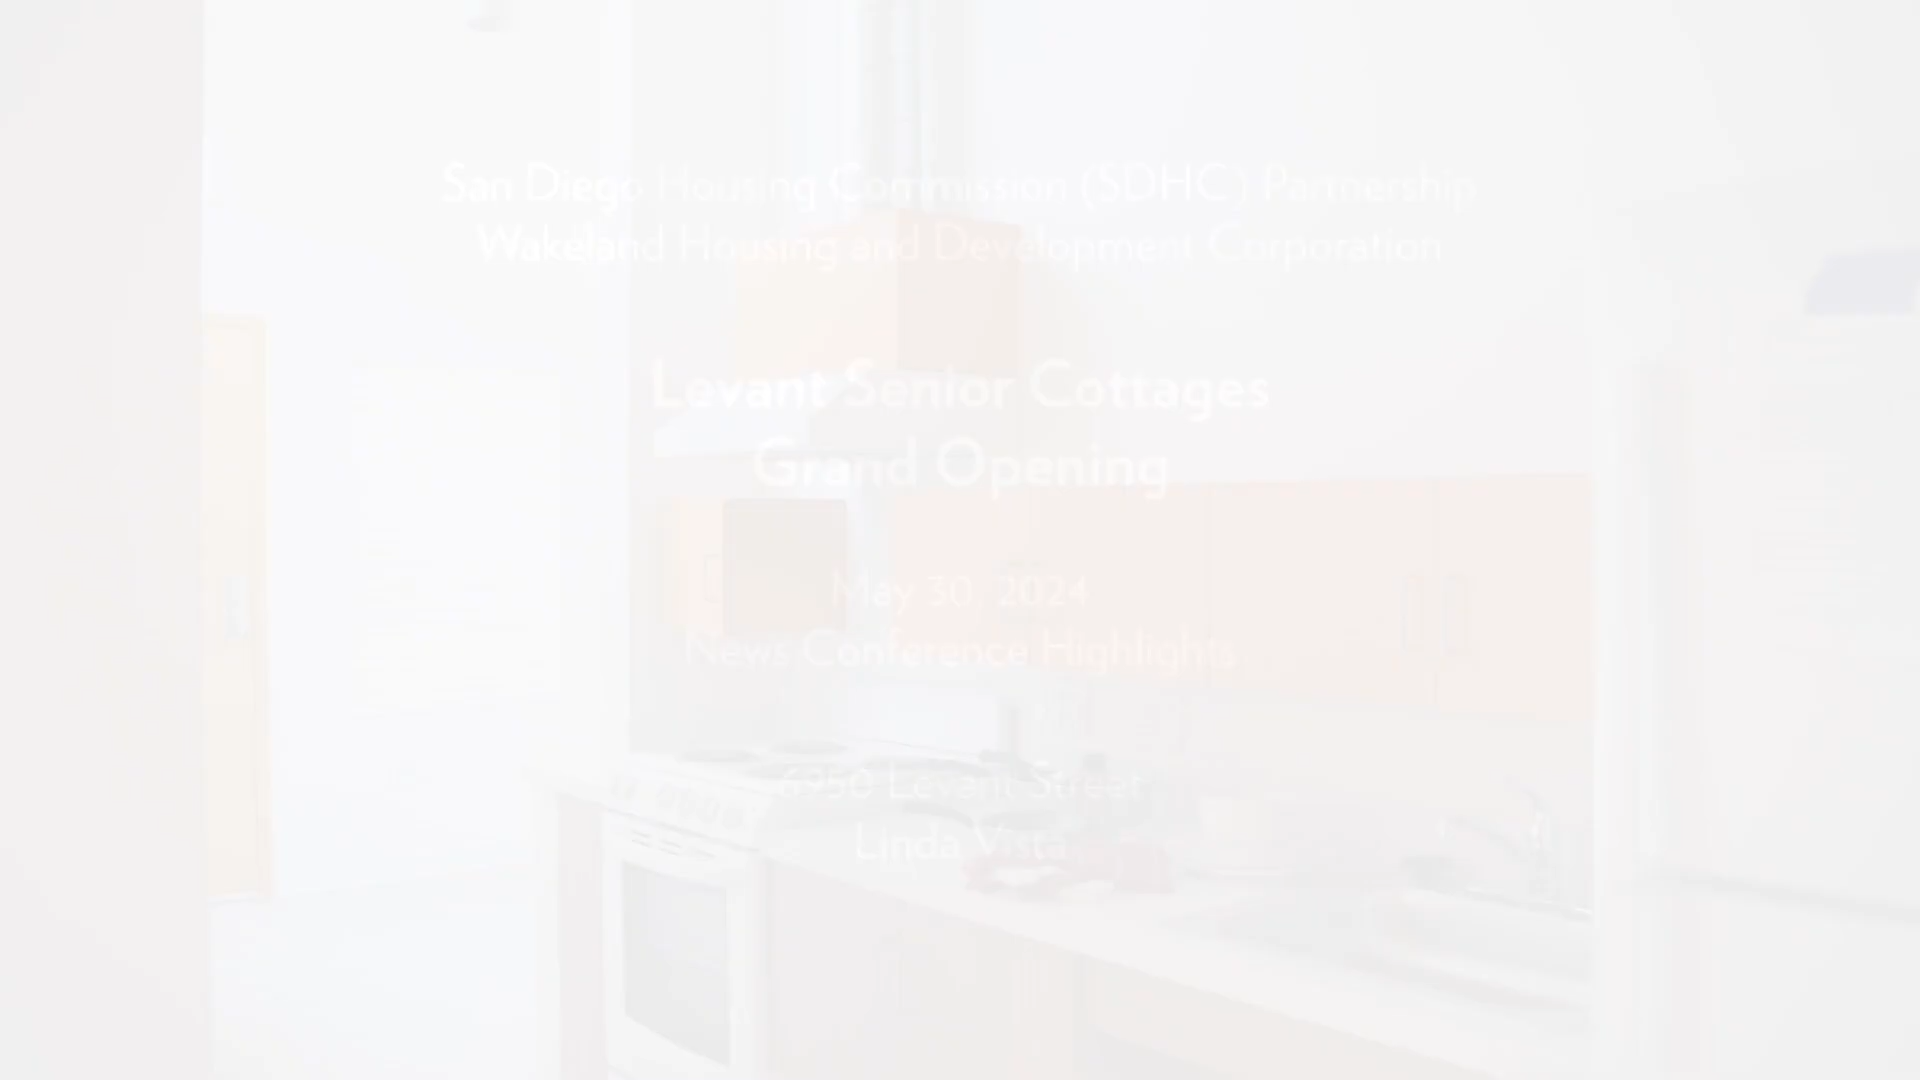 San Diego Housing Commission (SDHC) Partnership
Wakeland Housing and Development Corporation
Levant Senior Cottages
Grand Opening
May 30, 2024
News Conference Highlights
6950 Levant Street
Linda Vista